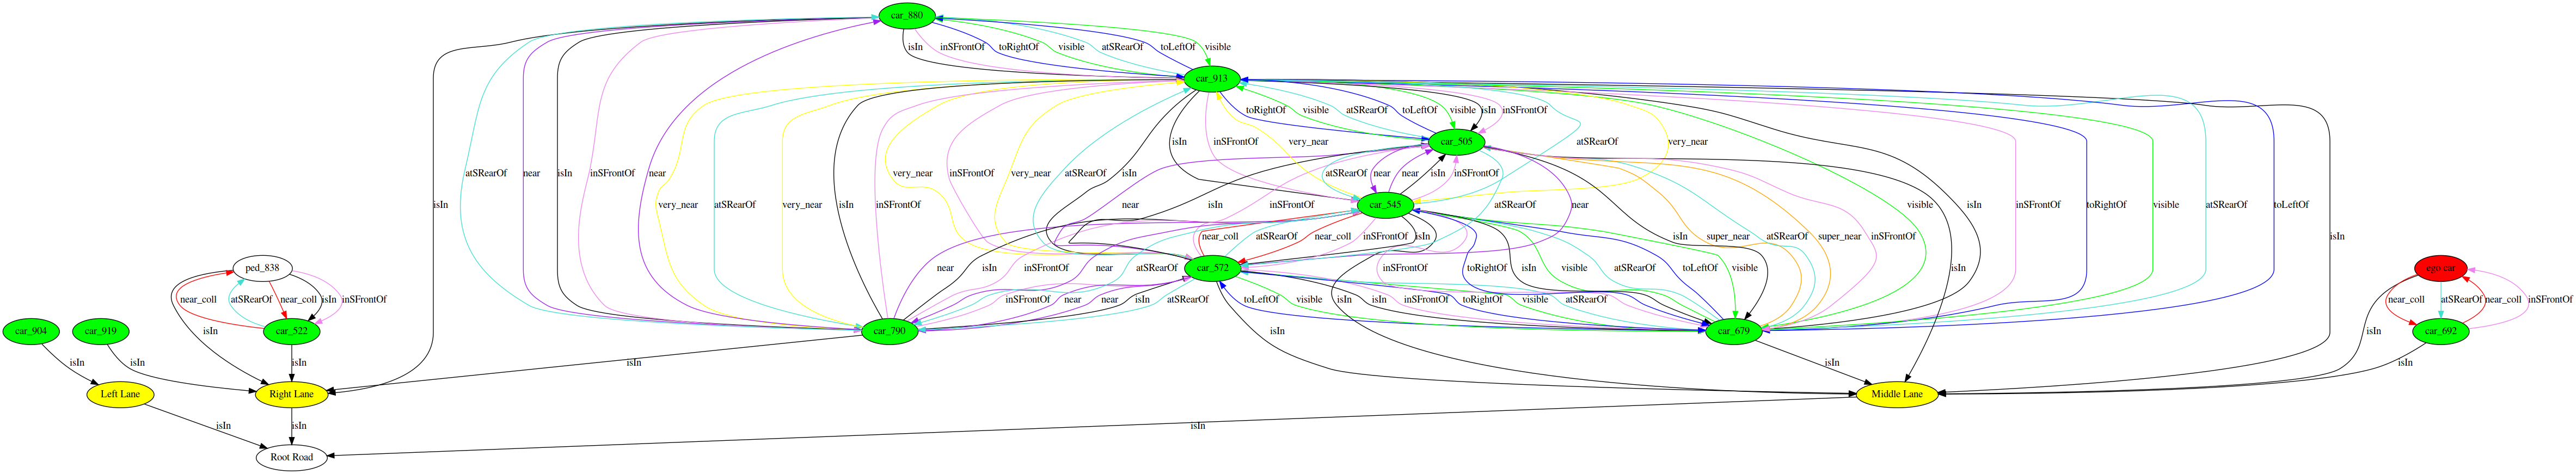 car_880
isIn inSFrontOf toRightOf visible atSRearOf toLeftOf visible
car_913
toRightOf visible atSRearOf toLeftOf visible isIn inSFrontOf
isIn inSFrontOf very_near atSRearOf very_near
car_505
atSRearOf near isIn inSFrontOf near very_near atSRearOf isIn atSRearOf very_near inSFrontOf very_near atSRearOf isIn atSRearOf near near isIn inSFrontOf
isIn near very_near atSRearOf very_near isIn inSFrontOf near isIn inSFrontOf car_545 atSRearOf near visible isIn inSFrontOf toRightOf visible atSRearOf toLeftOf
near_coll atSRearOf near_coll inSFrontOf isIn isIn super_near atSRearOf super_near inSFrontOf isIn
ped_838 near isIn inSFrontOf near atSRearOf car_572 inSFrontOf toRightOf isIn visible atSRearOf toLeftOf visible isIn ego car
near_coll atSRearOf near_coll isIn inSFrontOf inSFrontOf near near isIn atSRearOf toLeftOf visible isIn isIn inSFrontOf toRightOf visible atSRearOf near_coll atSRearOf near_coll inSFrontOf
car_904 car_919 isIn car_522 car_790 isIn car_679 isIn car_692
isIn isIn isIn isIn isIn isIn
Left Lane Right Lane Middle Lane
isIn isIn isIn
Root Road